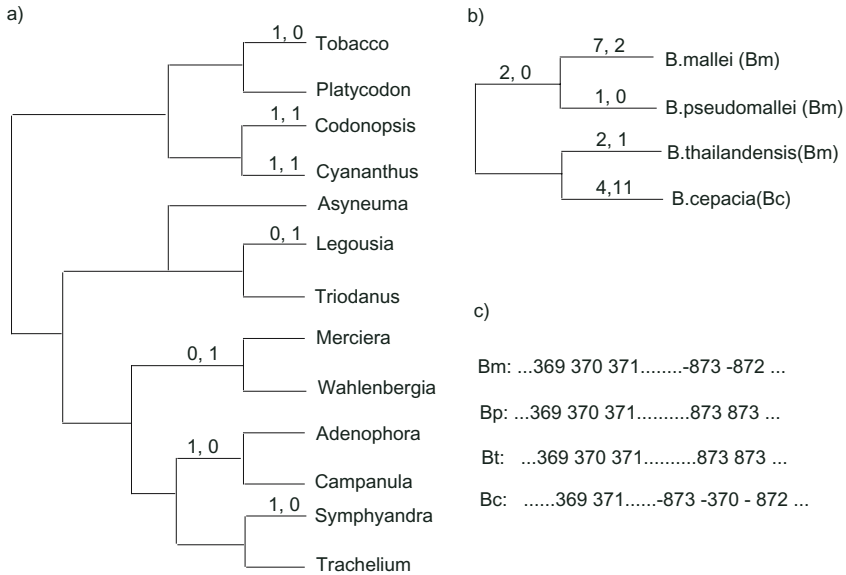 a)
1, 0
Tobacco
Platycodon
1, 1
Codonopsis
1, 1
Cyananthus
Asyneuma
0, 1
Legousia
Triodanus
Merciera
0, 1
Wahlenbergia
Adenophora
1, 0
Campanula
1, 0
Symphyandra
Trachelium
b)
7, 2
B.mallei (Bm)
2, 0
1, 0
B.pseudomallei (Bm)
2, 1
B.thailandensis(Bm)
4,11
B.cepacia(Bc)
c)
Bm: ...369 370 371........-873 -872 ...
Bp: ...369 370 371..........873 873 ...
Bt: ...369 370 371..........873 873 ...
Bc: ......369 371......-873 -370 - 872 ...